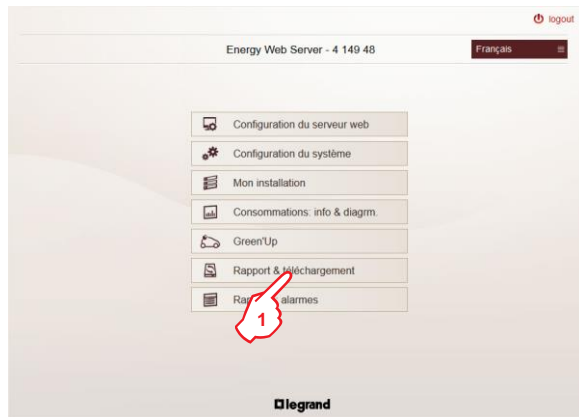 logout
Energy Web Server - 4 149 48
Français
Configuration du serveur web
Configuration du système
Mon installation
Consommations: info & diagrm.
Green'Up
Rapport & téléchargement
alarmes
1
legrand